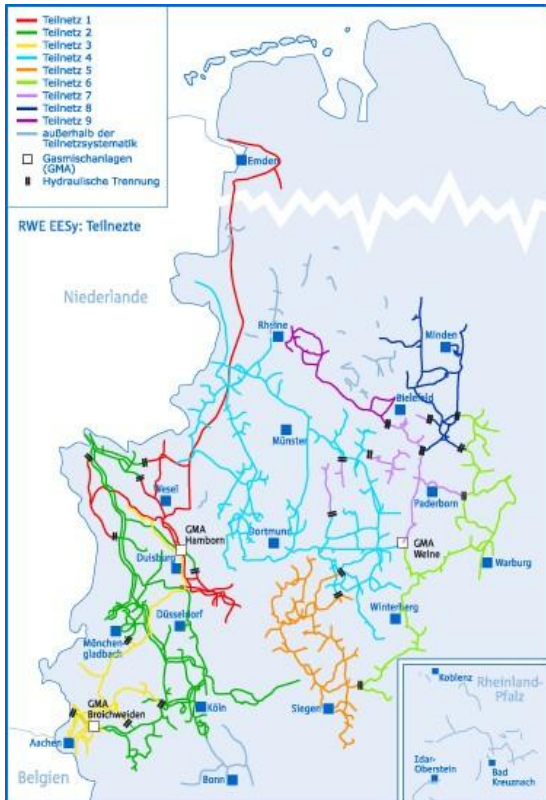 Teilnetz 1
Teilnetz 2
Teilnetz 3
Teilnetz 4
Teilnetz 5
Teilnetz 6
Teilnetz 7
Teilnetz 8
Teilnetz 9
außerhalb der
Teilnetzsystematik
Gasmischanlagen
(GMA)
Hydraulische Trennung
Emden
RWE EESy: Teilnezte
Niederlande
Rheine
Minden
Bielefeld
Münster
Wesel
Paderborn
GMA
Hamborn
Dortmund
GMA
Weine
Duisburg
Warburg
Düsseldorf
Winterberg
Mönchen
gladbach
Köln
Siegen
GMA
Broichweiden
Aachen
Bonn
Belgien
Koblenz
Rheinland-
Pfalz
Idar-
Oberstein
Bad
Kreuznach